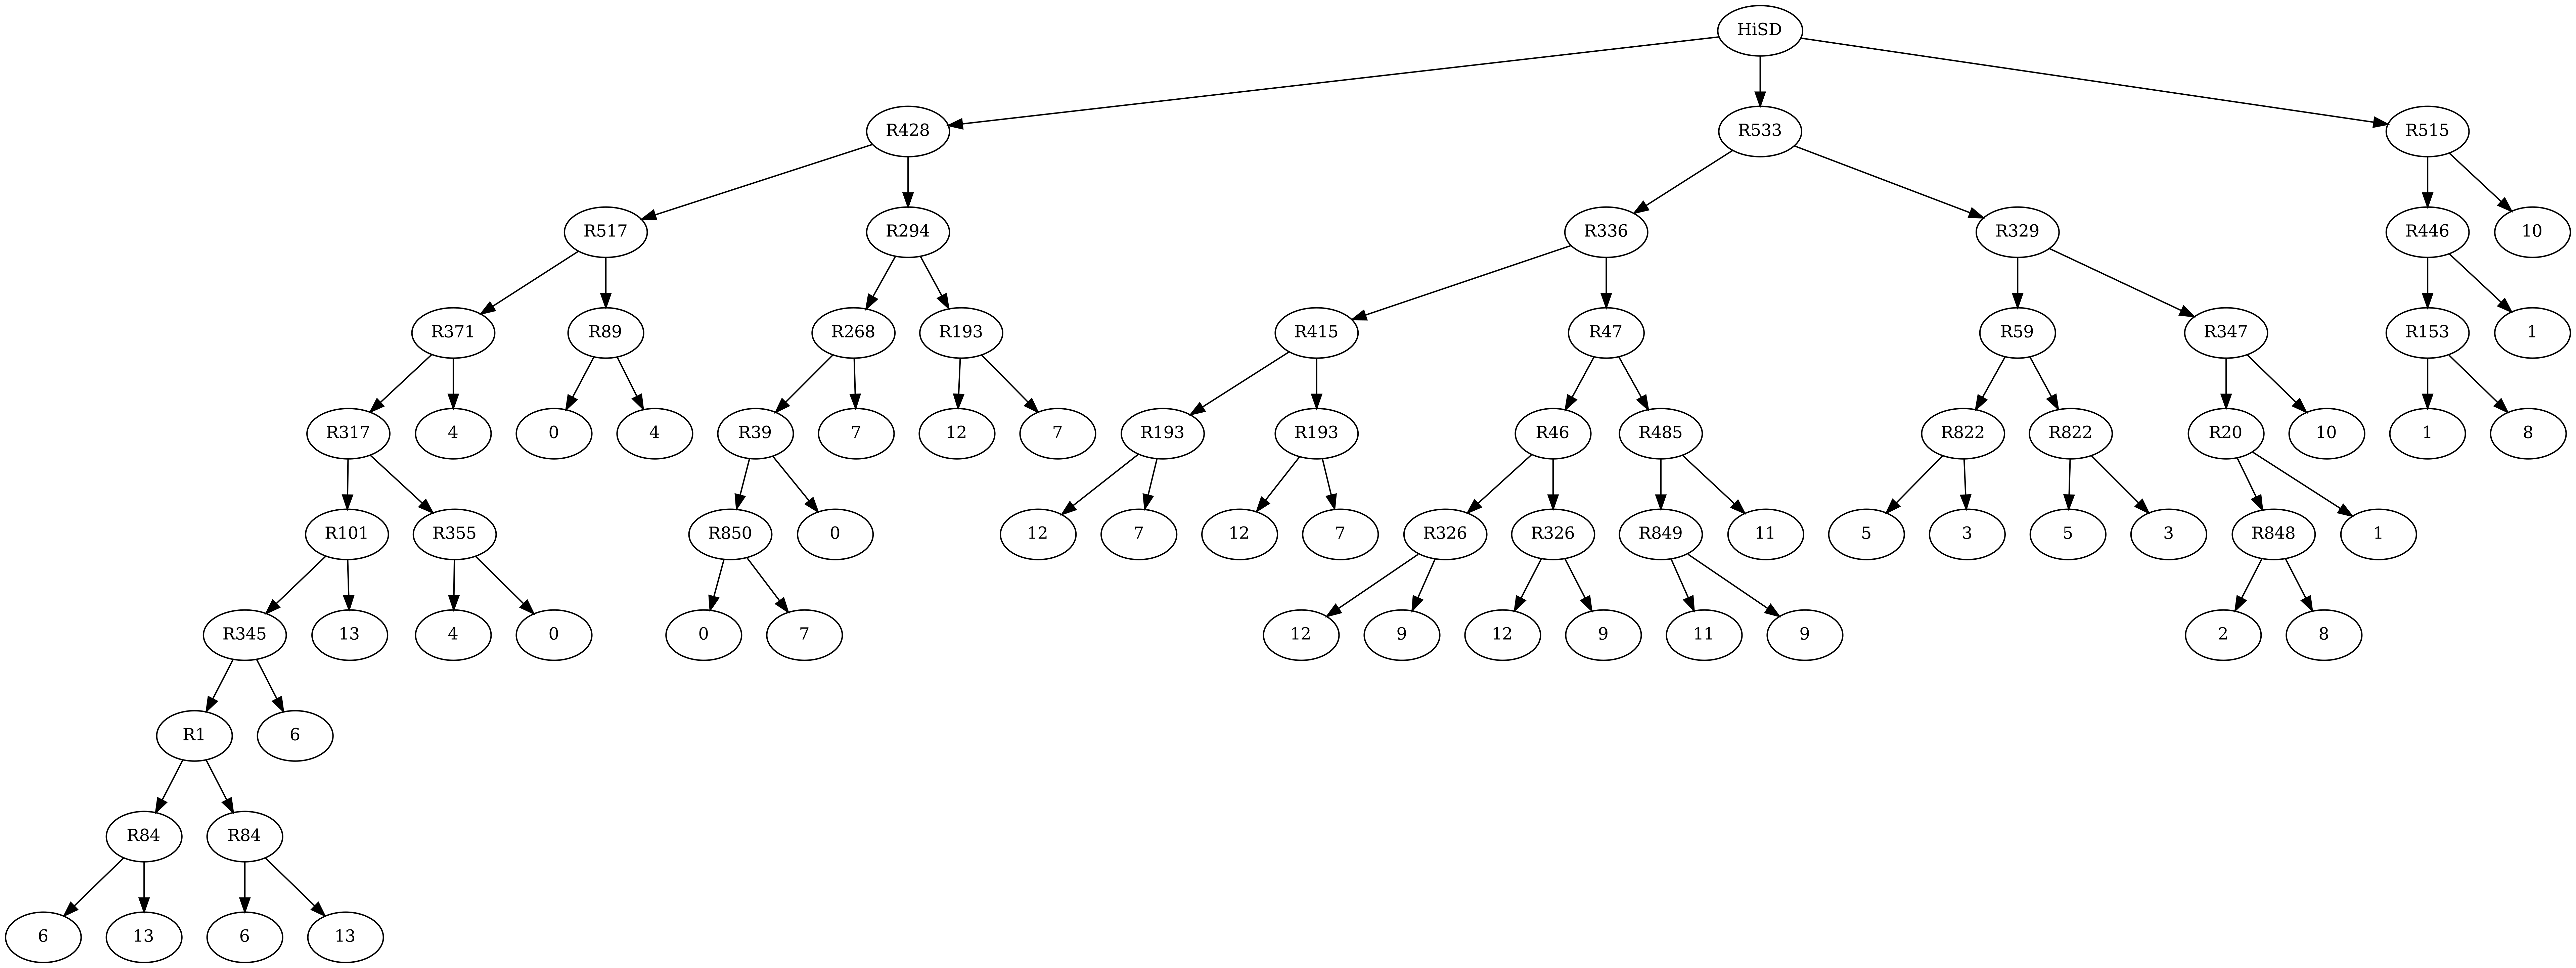 HiSD
R428 R533 R515
R517 R294 R336 R329 R446 10
R371 R89 R268 R193 R415 R47 R59 R347 R153 1
R317 4 0 4 R39 7 12 7 R193 R193 R46 R485 R822 R822 R20 10 1 8
R101 R355 R850 0 12 7 12 7 R326 R326 R849 11 5 3 5 3 R848 1
R345 13 4 0 0 7 12 9 12 9 11 9 2 8
R1 6
R84 R84
6 13 6 13